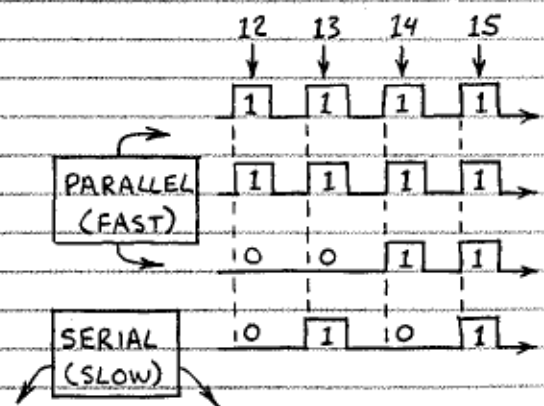 12 13 14 15
1 1 1 1
PARALLEL
(FAST)
1 1 1 1
0 0 1 1
SERIAL
(SLOW)
0 1 0 1